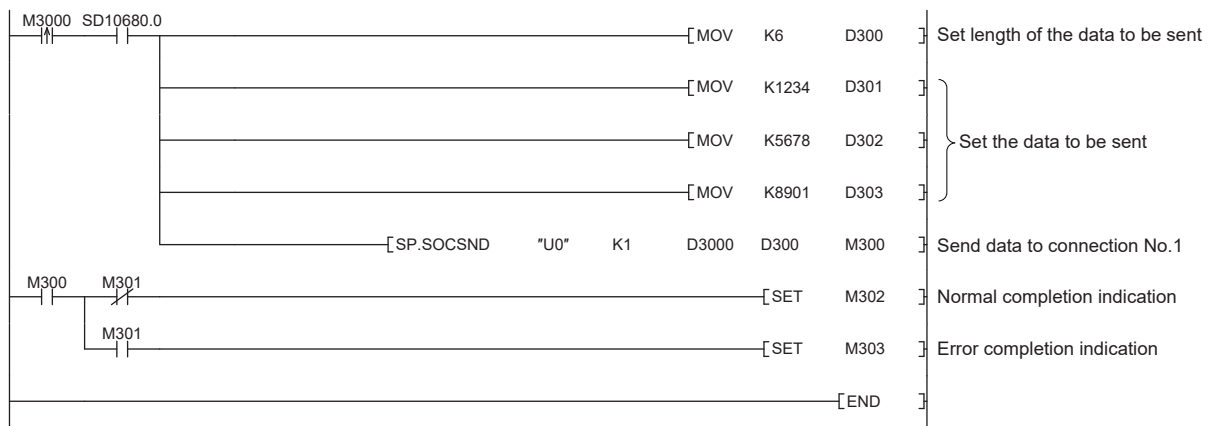 M3000 SD10680.0
MOV K6 D300 Set length of the data to be sent
MOV K1234 D301
MOV K5678 D302 Set the data to be sent
MOV K8901 D303
SP.SOCSND "U0" K1 D3000 D300 M300 Send data to connection No.1
M300 M301
SET M302 Normal completion indication
M301
SET M303 Error completion indication
END